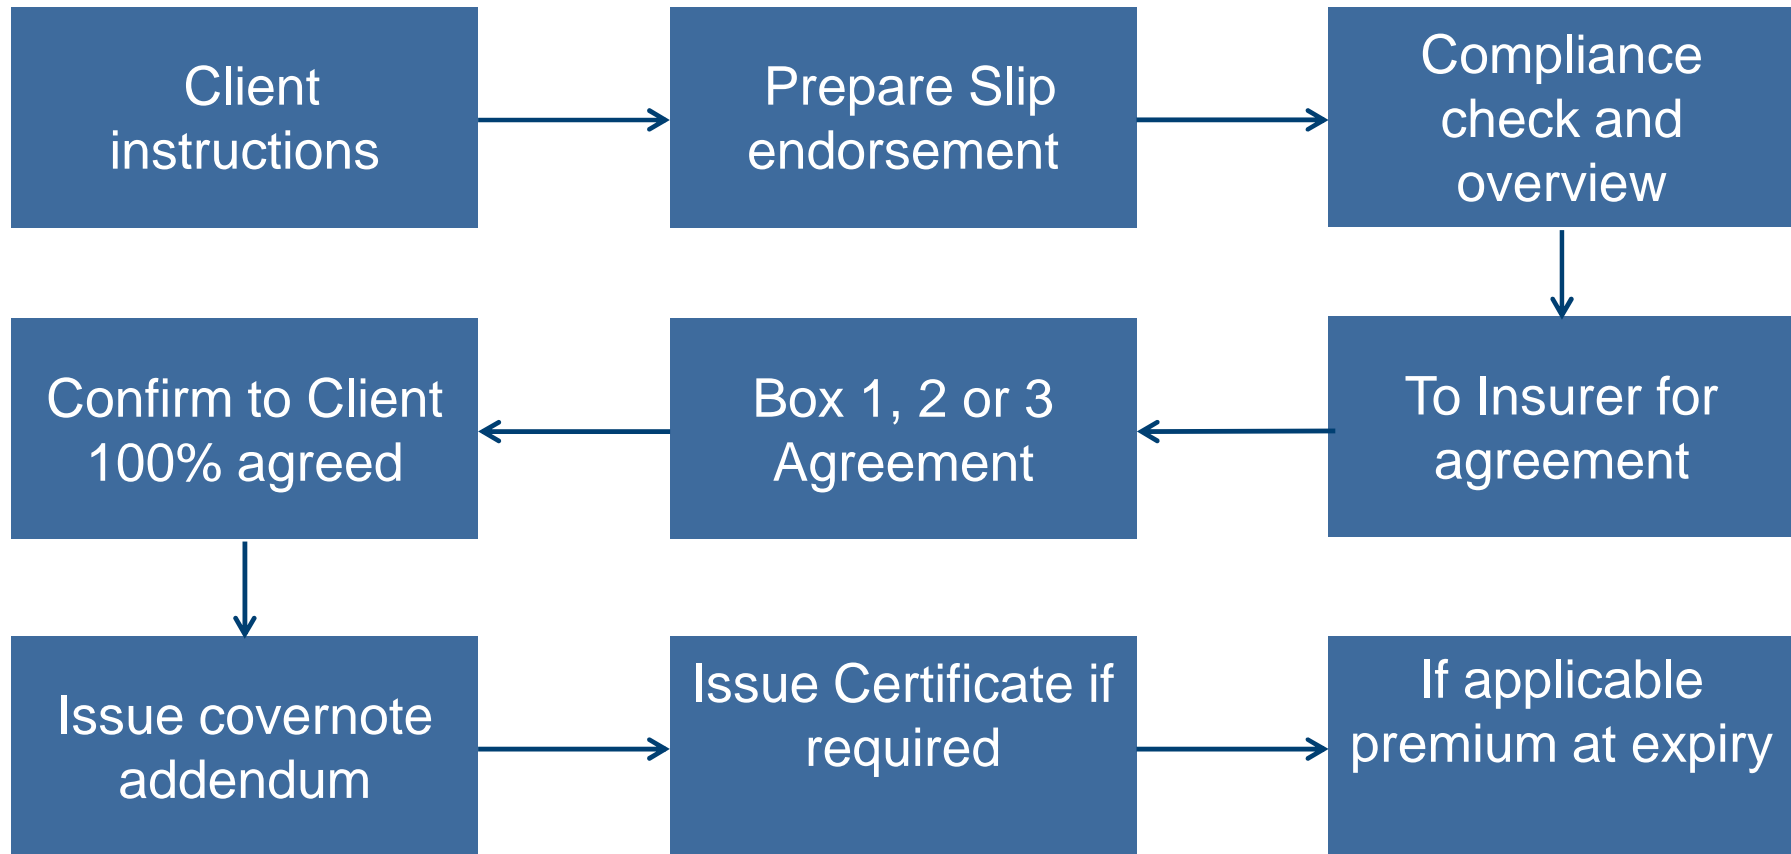 Client
instructions
Prepare Slip
endorsement
Compliance
check and
overview
Confirm to Client
100% agreed
Box 1, 2 or 3
Agreement
To Insurer for
agreement
Issue covernote
addendum
Issue Certificate if
required
If applicable
premium at expiry